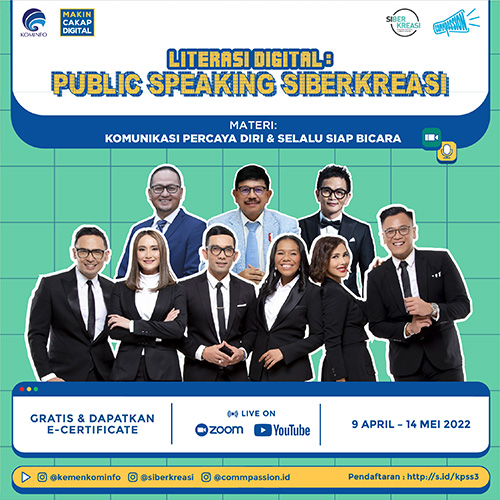 KOMINFO
MAKIN
CAKAP
DIGITAL
SIBER
KREASI
COMMPASSION
LITERASI DIGITAL:
PUBLIC SPEAKING SIBERKREASI
MATERI:
KOMUNIKASI PERCAYA DIRI & SELALU SIAP BICARA
GRATIS & DAPATKAN
E-CERTIFICATE
LIVE ON
zoom
YouTube
9 APRIL - 14 MEI 2022
@kemenkominfo
@siberkreasi
@commpassion.id
Pendaftaran : http://s.id/kpss3